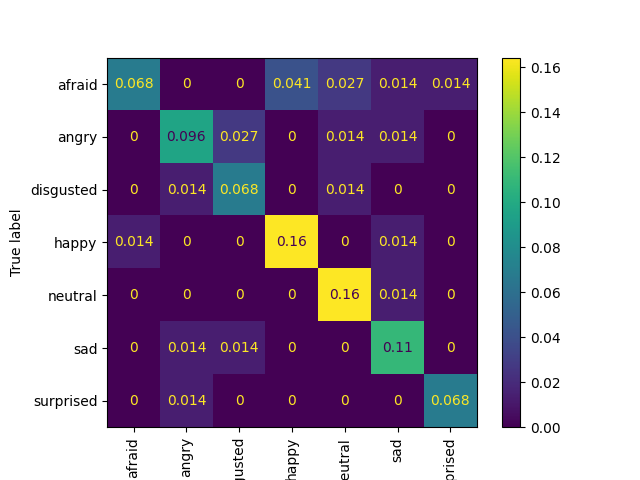 afraid 0.068 0 0 0.041 0.027 0.014 0.014
angry 0 0.096 0.027 0 0.014 0.014 0
disgusted 0 0.014 0.068 0 0.014 0 0
happy 0.014 0 0 0.16 0 0.014 0
neutral 0 0 0 0 0.16 0.014 0
sad 0 0.014 0.014 0 0 0.11 0
surprised 0 0.014 0 0 0 0 0.068
True label
afraid
angry
gusted
happy
eutral
sad
prised
0.16
0.14
0.12
0.10
0.08
0.06
0.04
0.02
0.00